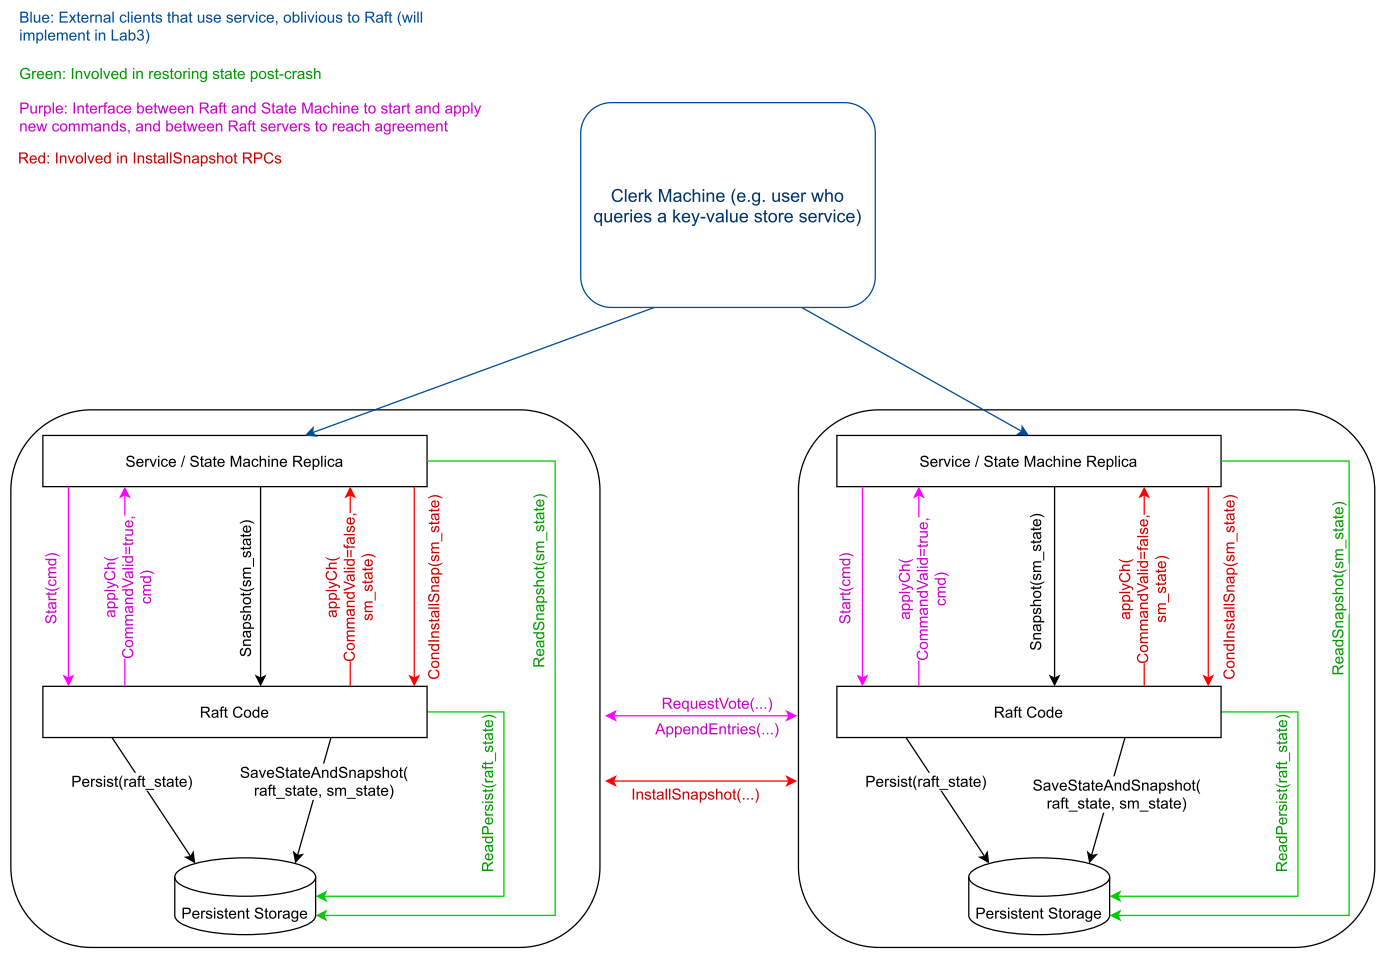 Blue: External clients that use service, oblivious to Raft (will
implement in Lab3)
Green: Involved in restoring state post-crash
Purple: Interface between Raft and State Machine to start and apply
new commands, and between Raft servers to reach agreement
Red: Involved in InstallSnapshot RPCs
Clerk Machine (e.g. user who
queries a key-value store service)
Service / State Machine Replica
Start(cmd)
applyCh(
CommandValid=true,
cmd)
Snapshot(sm_state)
applyCh(
CommandValid=false,
sm_state)
CondInstallSnap(sm_state)
ReadSnapshot(sm_state)
Raft Code
Persist(raft_state)
SaveStateAndSnapshot(
raft_state, sm_state)
ReadPersist(raft_state)
Persistent Storage
RequestVote(...)
AppendEntries(...)
InstallSnapshot(...)
Service / State Machine Replica
Start(cmd)
applyCh(
CommandValid=true,
cmd)
Snapshot(sm_state)
applyCh(
CommandValid=false,
sm_state)
CondInstallSnap(sm_state)
ReadSnapshot(sm_state)
Raft Code
Persist(raft_state)
SaveStateAndSnapshot(
raft_state, sm_state)
ReadPersist(raft_state)
Persistent Storage